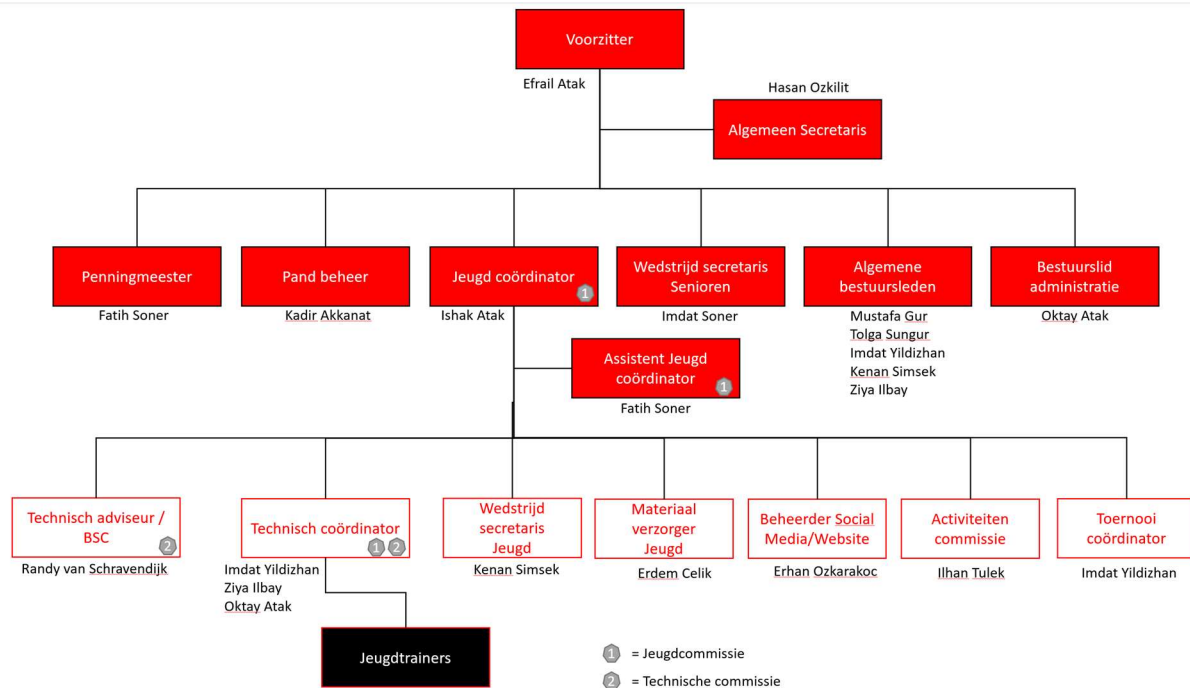 Voorzitter
Efrail Atak
Hasan Ozkilit
Algemeen Secretaris
Penningmeester
Fatih Soner
Pand beheer
Kadir Akkanat
Jeugd coördinator
1
Ishak Atak
Wedstrijd secretaris
Senioren
Imdat Soner
Algemene
bestuursleden
Mustafa Gur
Tolga Sungur
Imdat Yildizhan
Kenan Simsek
Ziya Ilbay
Bestuurslid
administratie
Oktay Atak
Assistent Jeugd
coördinator
1
Fatih Soner
Technisch adviseur /
BSC
2
Randy van Schravendijk
Technisch coördinator
1 2
Imdat Yildizhan
Ziya Ilbay
Oktay Atak
Wedstrijd
secretaris
Jeugd
Kenan Simsek
Materiaal
verzorger
Jeugd
Erdem Celik
Beheerder Social
Media/Website
Erhan Ozkarakoc
Activiteiten
commissie
Ilhan Tulek
Toernooi
coördinator
Imdat Yildizhan
Jeugdtrainers
1 = Jeugdcommissie
2 = Technische commissie